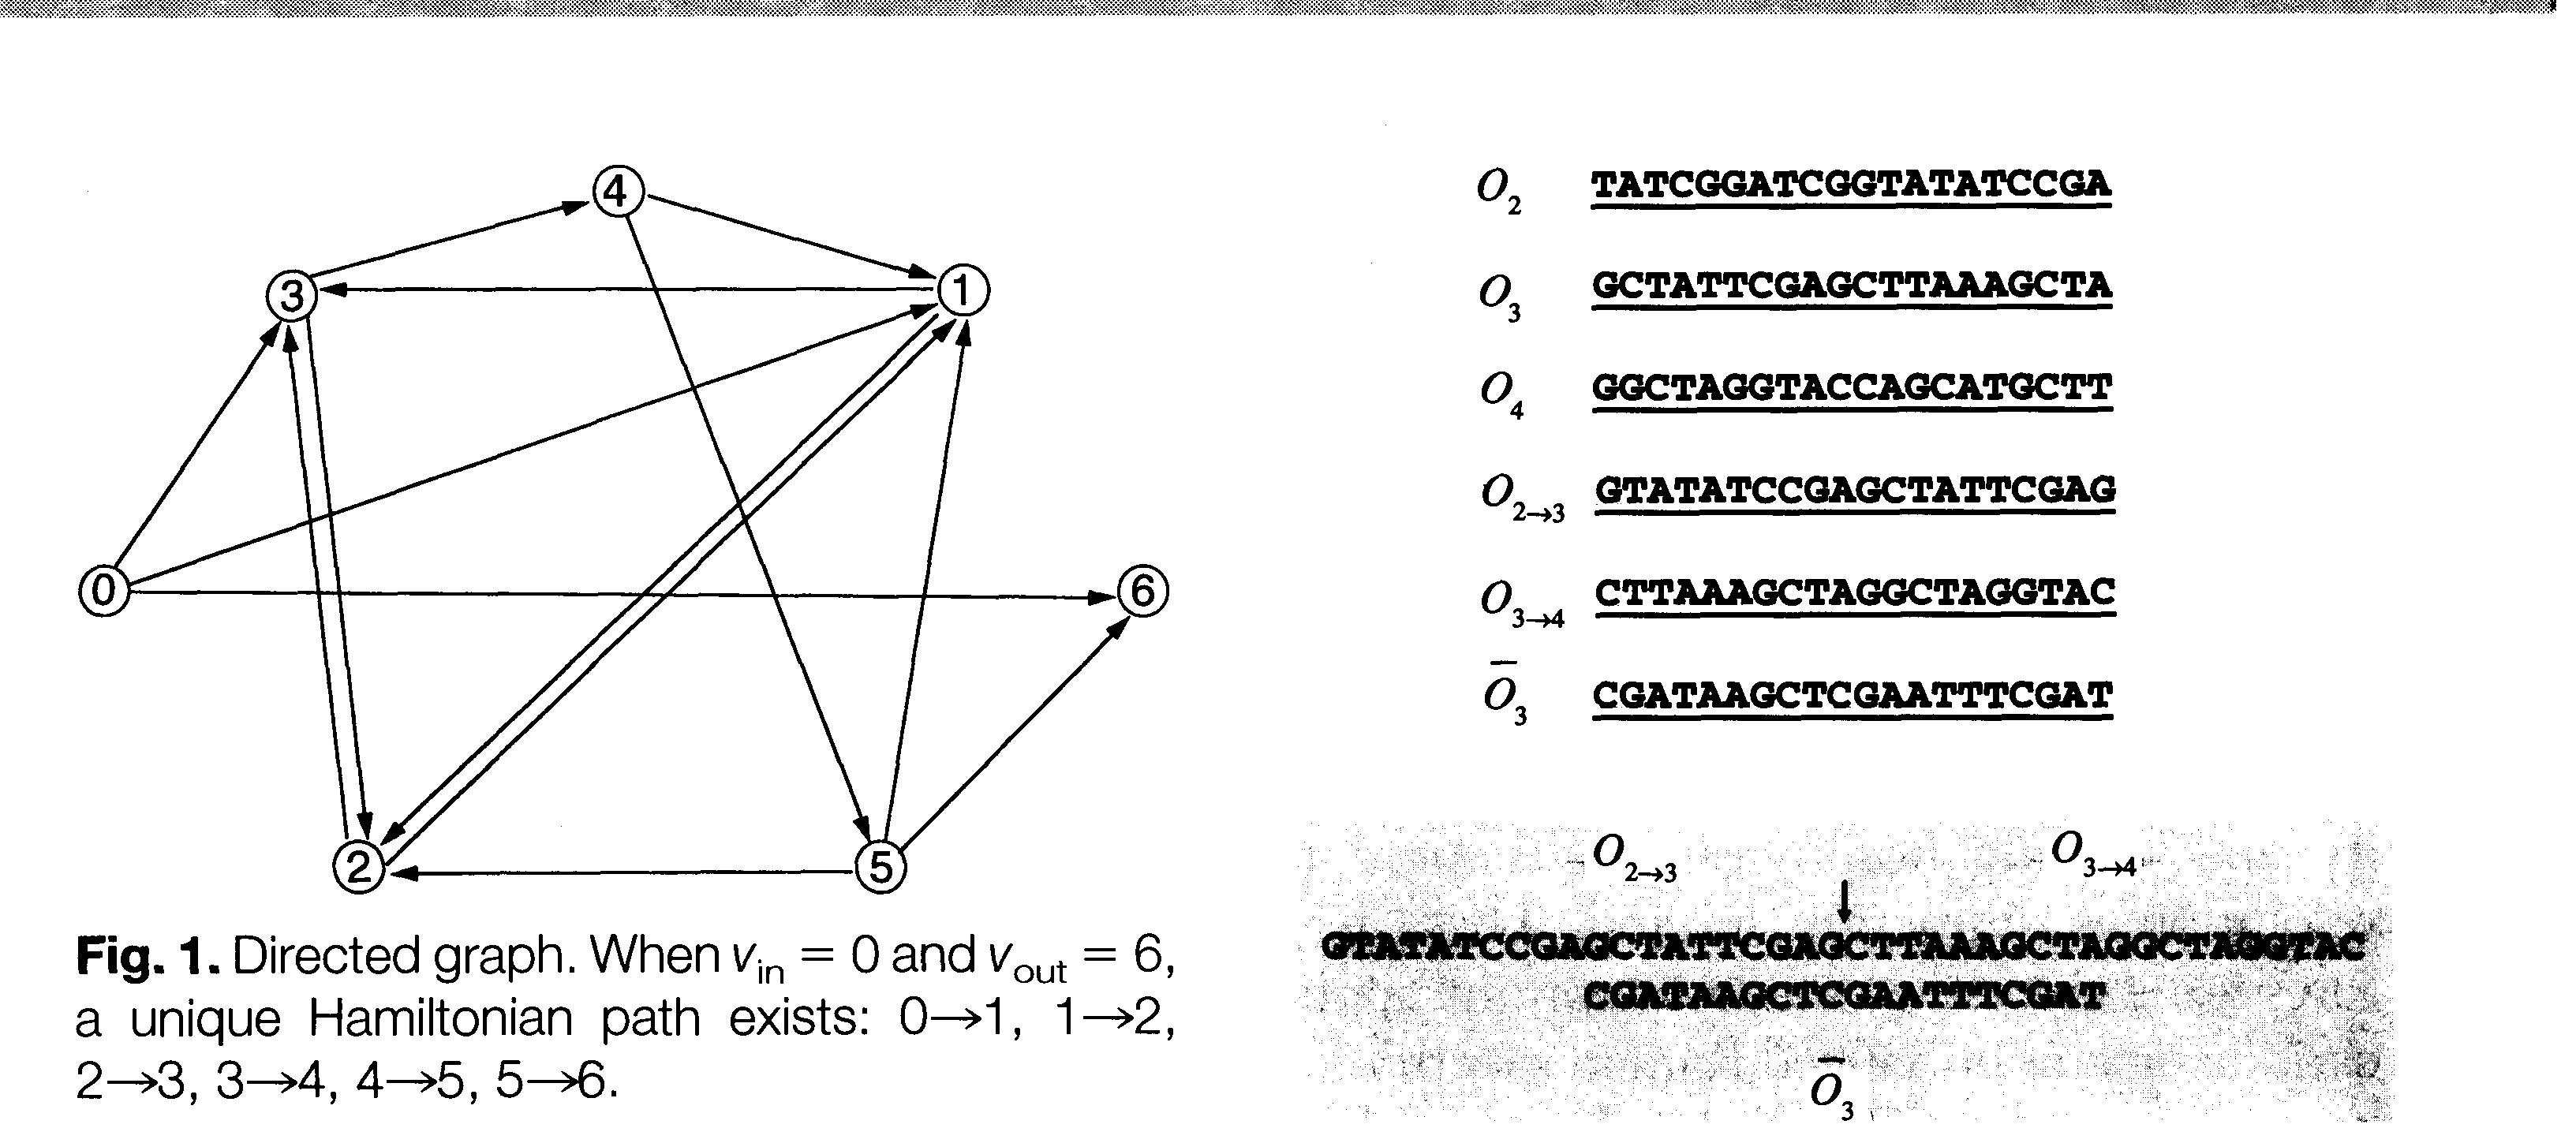 4
3
1
0
6
2
5
Fig. 1. Directed graph. When v_in = 0 and v_out = 6,
a unique Hamiltonian path exists: 0→1, 1→2,
2→3, 3→4, 4→5, 5→6.
O₂ TATCGGATCGGTATATCCGA
O₃ GCTATTCGAGCTTAAAGCTA
O₄ GGCTAGGTACCAGCATGCTT
O₂→₃ GTATATCCGAGCTATTCGAG
O₃→₄ CTTAAAGCTAGGCTAGGTAC
O̅₃ CGATAAGCTCGAATTTCGAT
O₂→₃ O₃→₄
GTATATCCGAGCTATTCGAGCTTAAAGCTAGGCTAGGTAC
CGATAAGCTCGAATTTCGAT
O̅₃